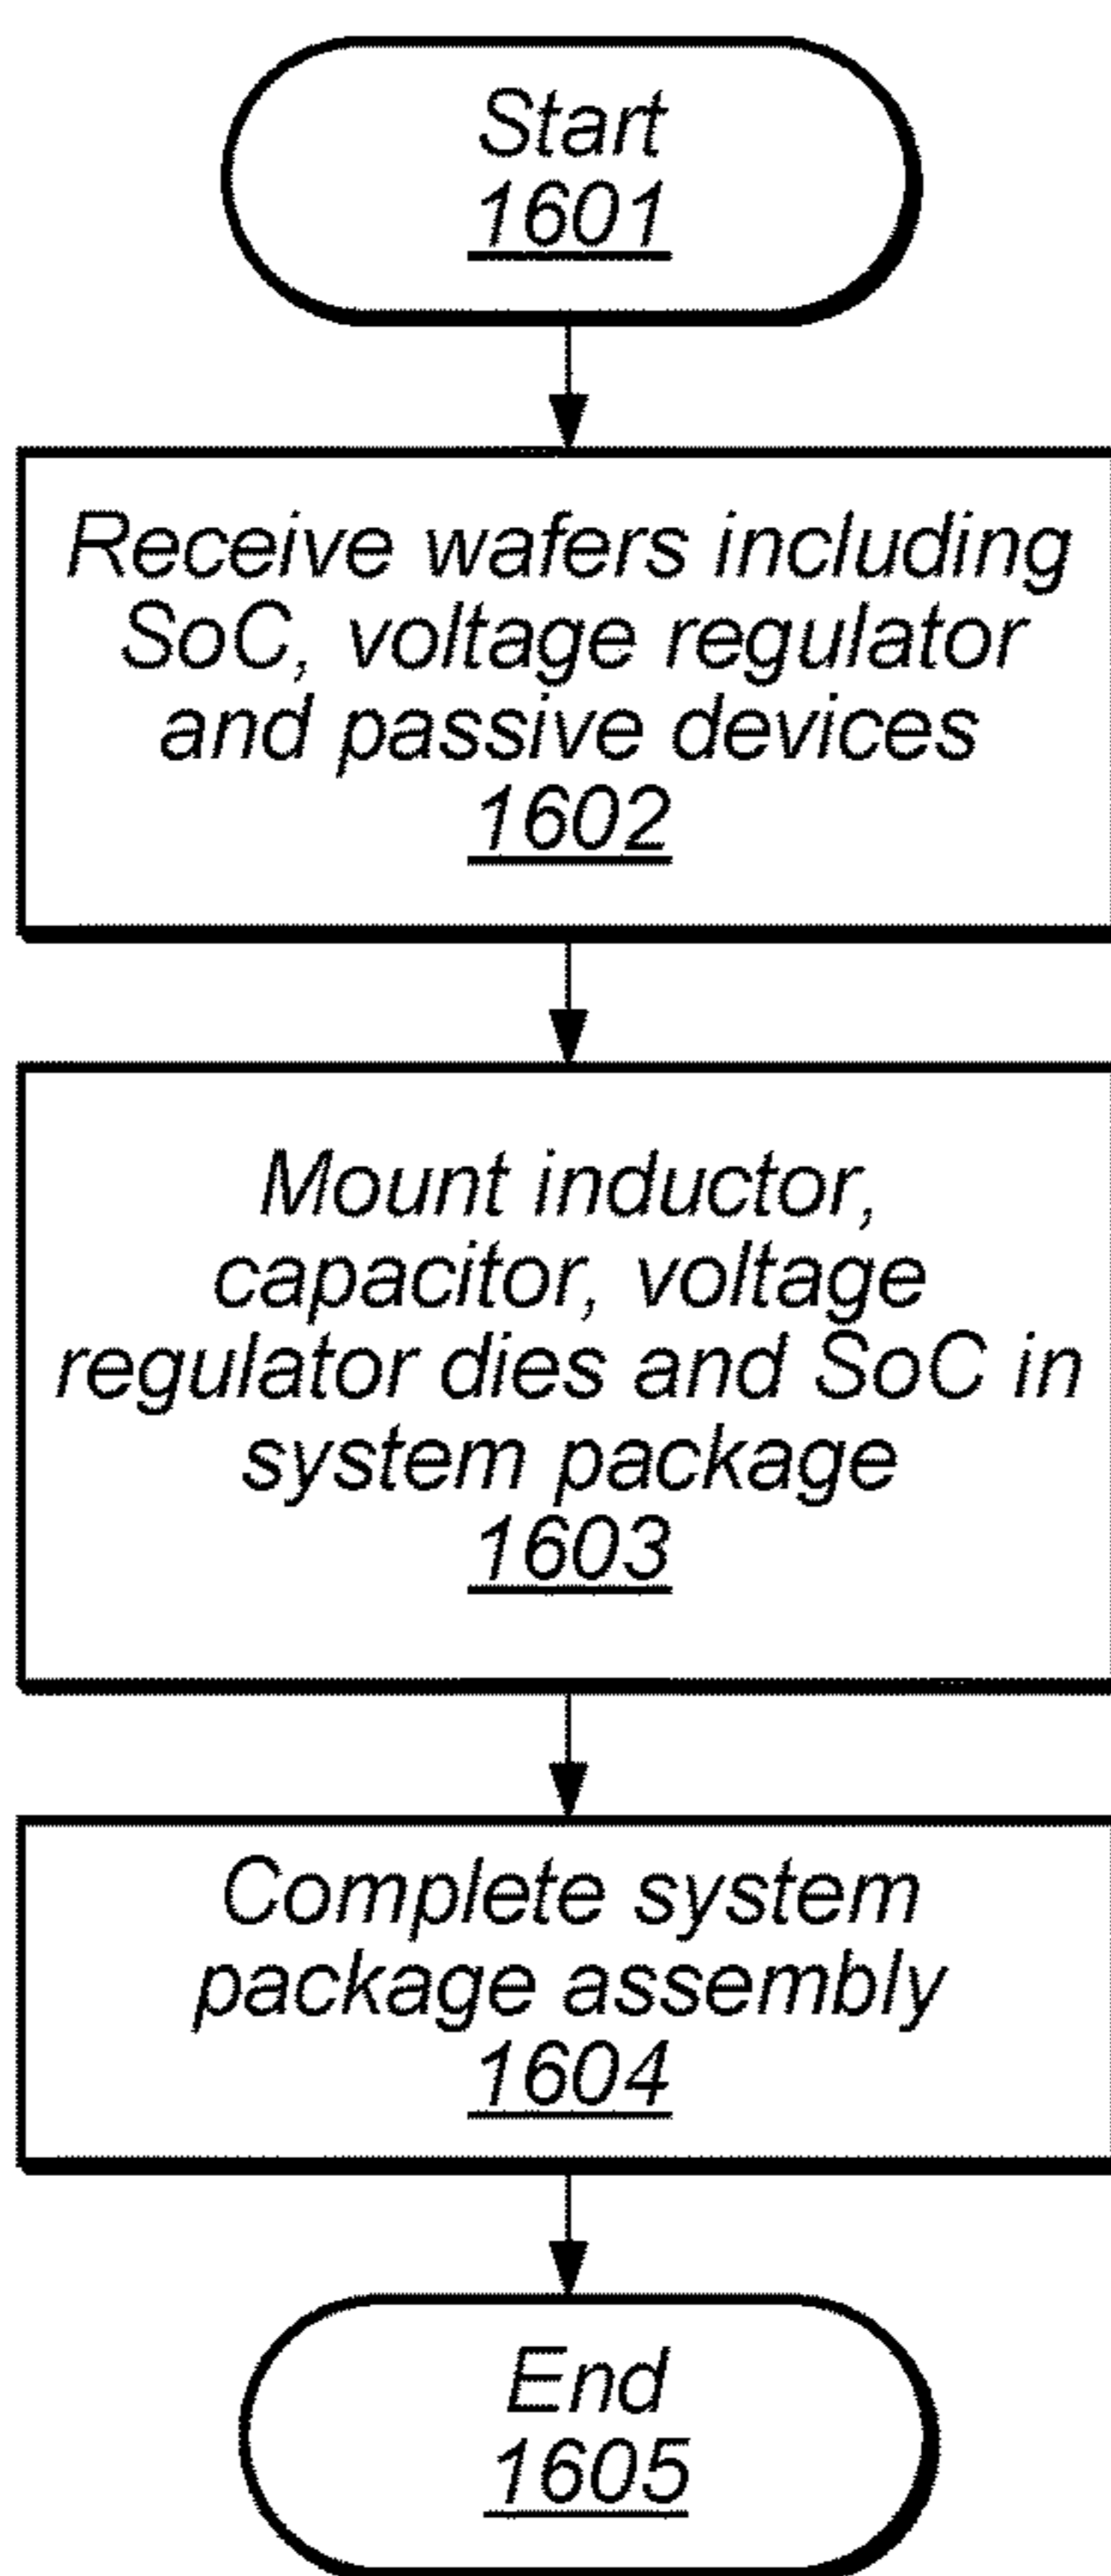 Start
1601
Receive wafers including
SoC, voltage regulator
and passive devices
1602
Mount inductor,
capacitor, voltage
regulator dies and SoC in
system package
1603
Complete system
package assembly
1604
End
1605